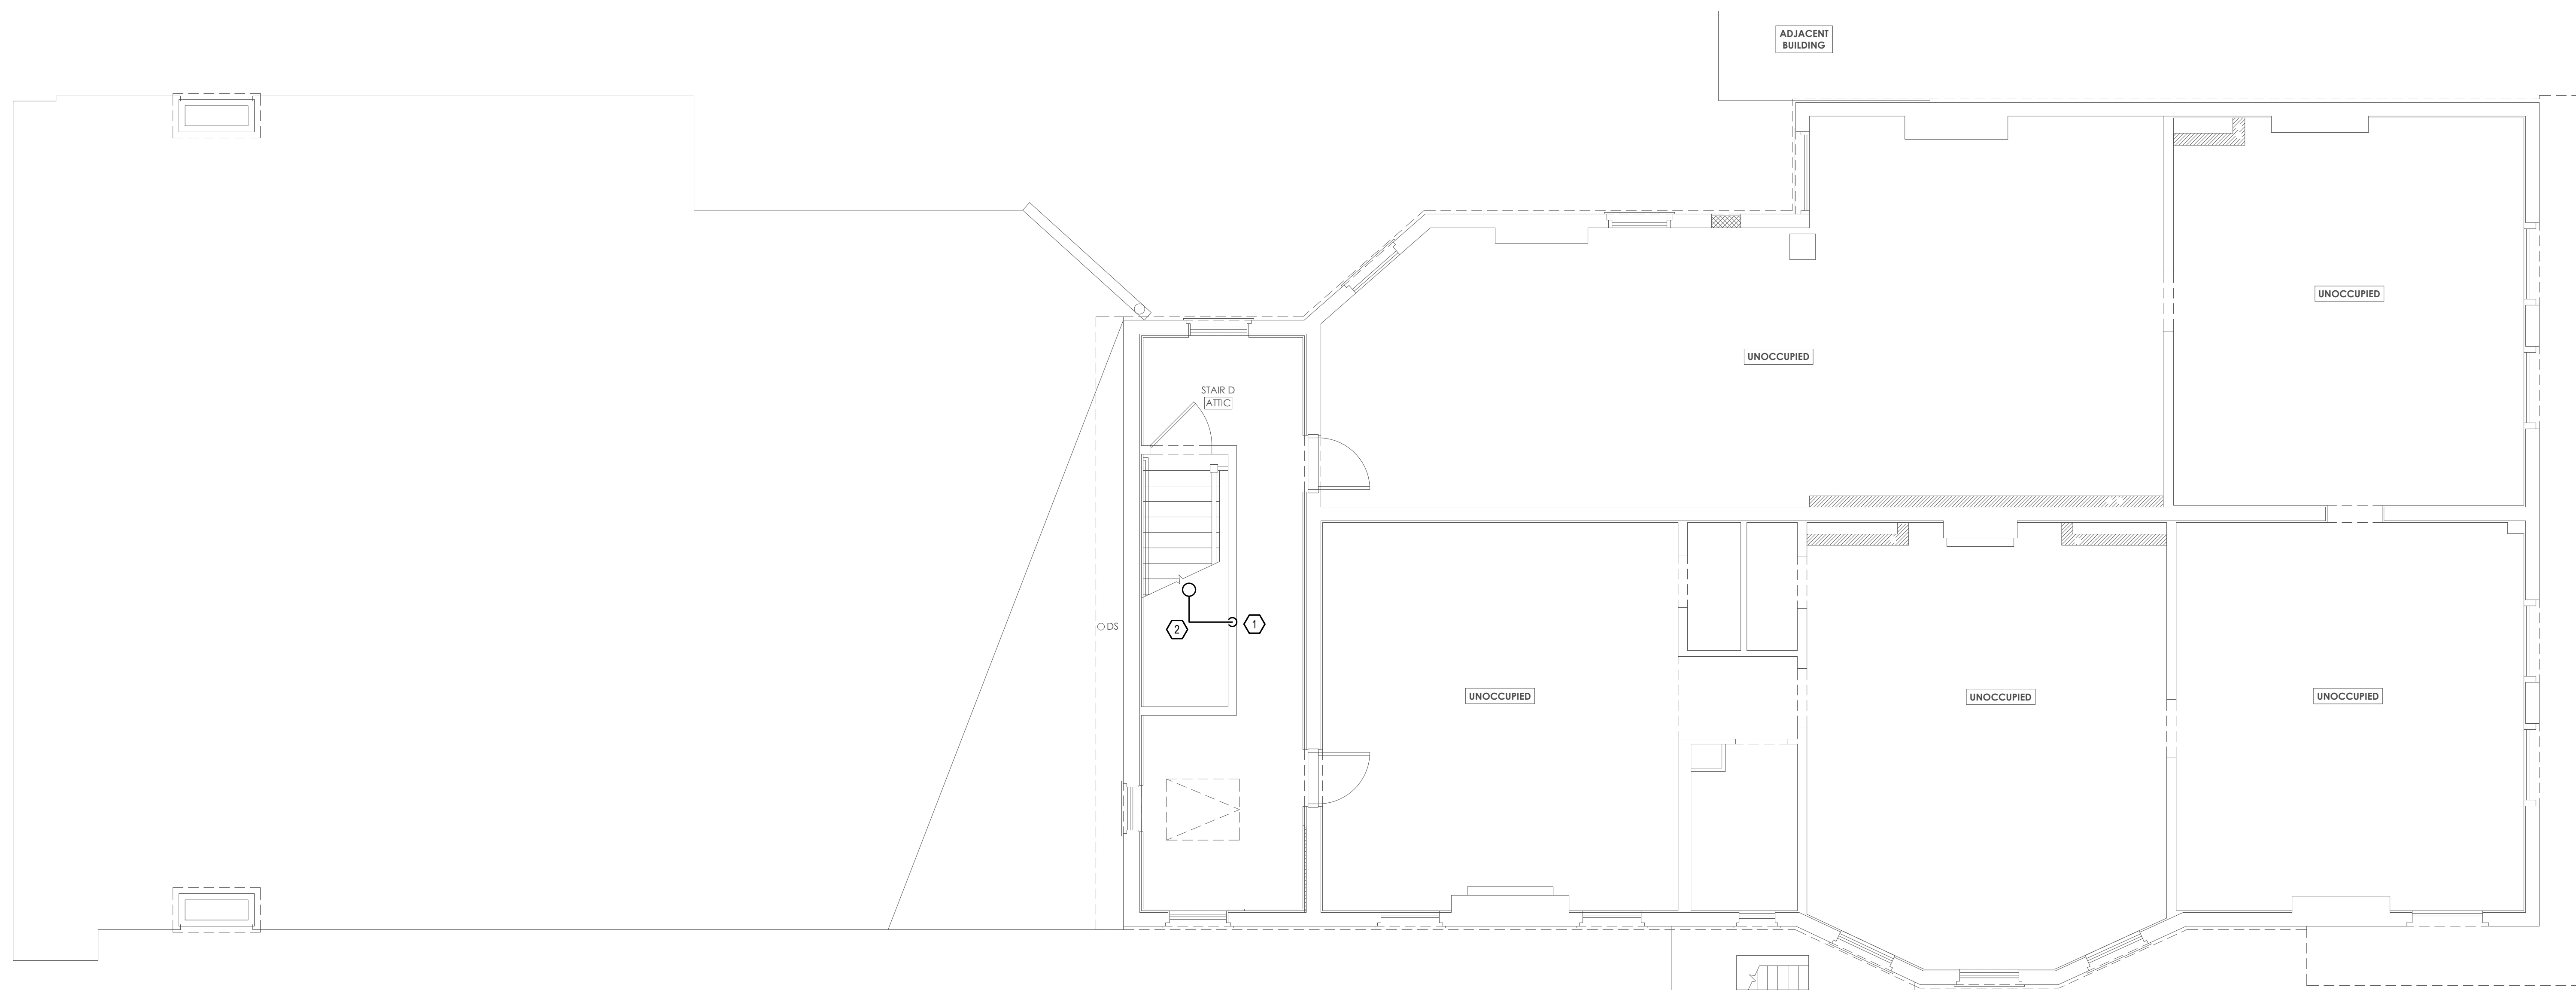 ADJACENT
BUILDING
UNOCCUPIED
UNOCCUPIED
STAIR D
ATTIC
DS
2
1
UNOCCUPIED
UNOCCUPIED
UNOCCUPIED